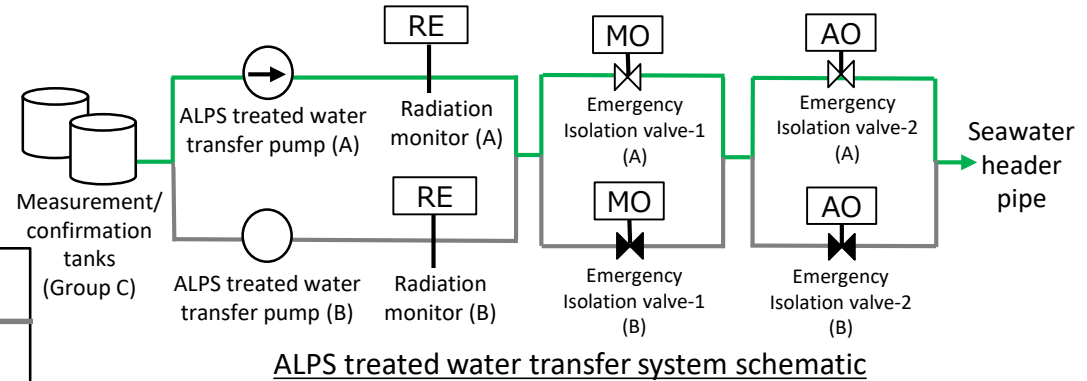 RE
MO
AO
ALPS treated water
transfer pump (A)
Radiation
monitor (A)
Emergency
Isolation valve-1
(A)
Emergency
Isolation valve-2
(A)
Seawater
header
pipe
Measurement/
confirmation
tanks
(Group C)
RE
MO
AO
ALPS treated water
transfer pump (B)
Radiation
monitor (B)
Emergency
Isolation valve-1
(B)
Emergency
Isolation valve-2
(B)
ALPS treated water transfer system schematic